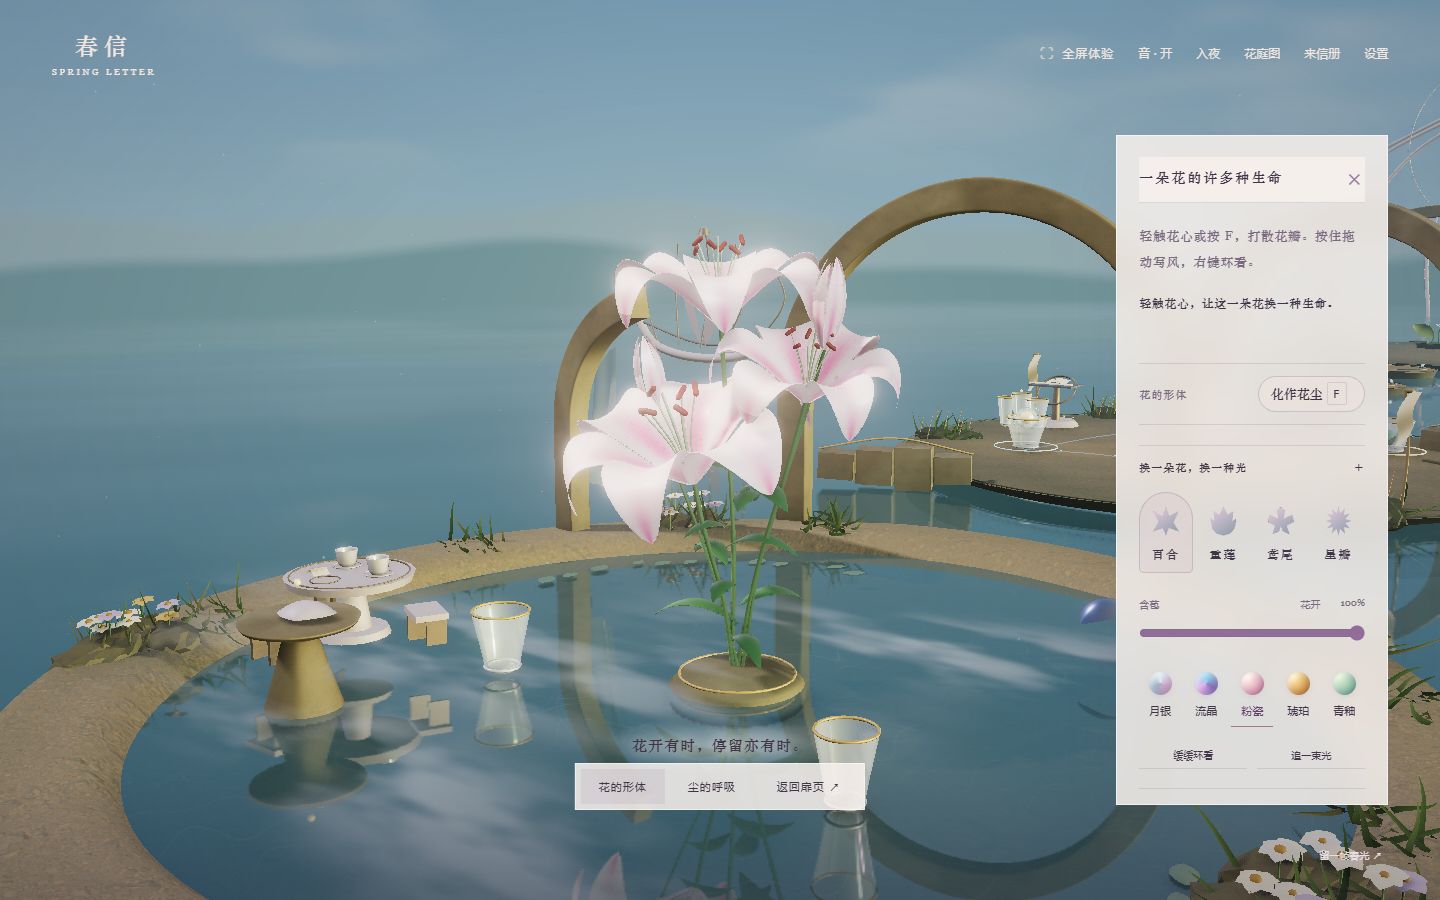 春信
SPRING LETTER
全屏体验 音·开 入夜 花庭图 来信册 设置
一朵花的许多种生命 ×
轻触花心或按 F，打散花瓣。按住拖
动写风，右键环看。
轻触花心，让这一朵花换一种生命。
花的形体 化作花尘 F
换一朵花，换一种光 +
百合 重莲 鸢尾 星瓣
含苞 花开 100%
月银 流晶 粉瓷 琥珀 青釉
缓缓环看 追一束光
花开有时，停留亦有时。
花的形体 尘的呼吸 返回扉页 ↗
留一帧春光 ↗